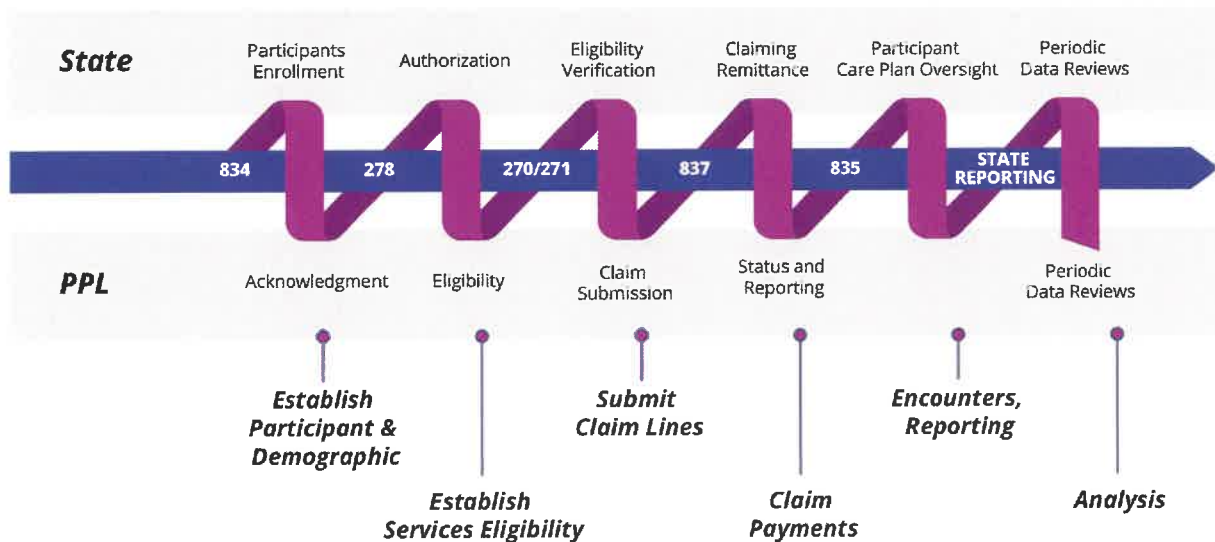 State
Participants
Enrollment
Authorization
Eligibility
Verification
Claiming
Remittance
Participant
Care Plan Oversight
Periodic
Data Reviews
834
278
270/271
837
835
STATE
REPORTING
PPL
Acknowledgment
Eligibility
Claim
Submission
Status and
Reporting
Periodic
Data Reviews
Establish
Participant &
Demographic
Submit
Claim Lines
Encounters,
Reporting
Establish
Services Eligibility
Claim
Payments
Analysis